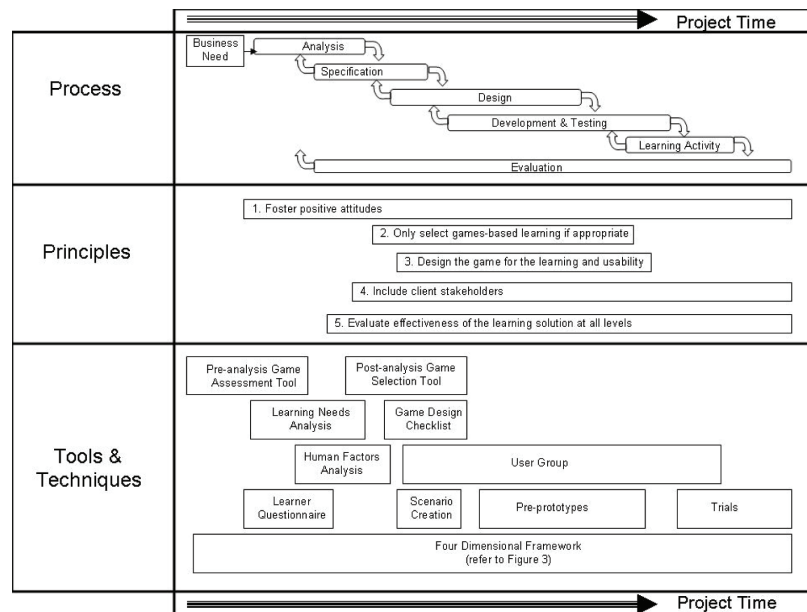 Project Time
Business
Need
Analysis
Specification
Design
Development & Testing
Learning Activity
Evaluation
Process
1. Foster positive attitudes
2. Only select games-based learning if appropriate
3. Design the game for the learning and usability
4. Include client stakeholders
5. Evaluate effectiveness of the learning solution at all levels
Principles
Pre-analysis Game
Assessment Tool
Post-analysis Game
Selection Tool
Learning Needs
Analysis
Game Design
Checklist
Human Factors
Analysis
User Group
Tools &
Techniques
Learner
Questionnaire
Scenario
Creation
Pre-prototypes
Trials
Four Dimensional Framework
(refer to Figure 3)
Project Time